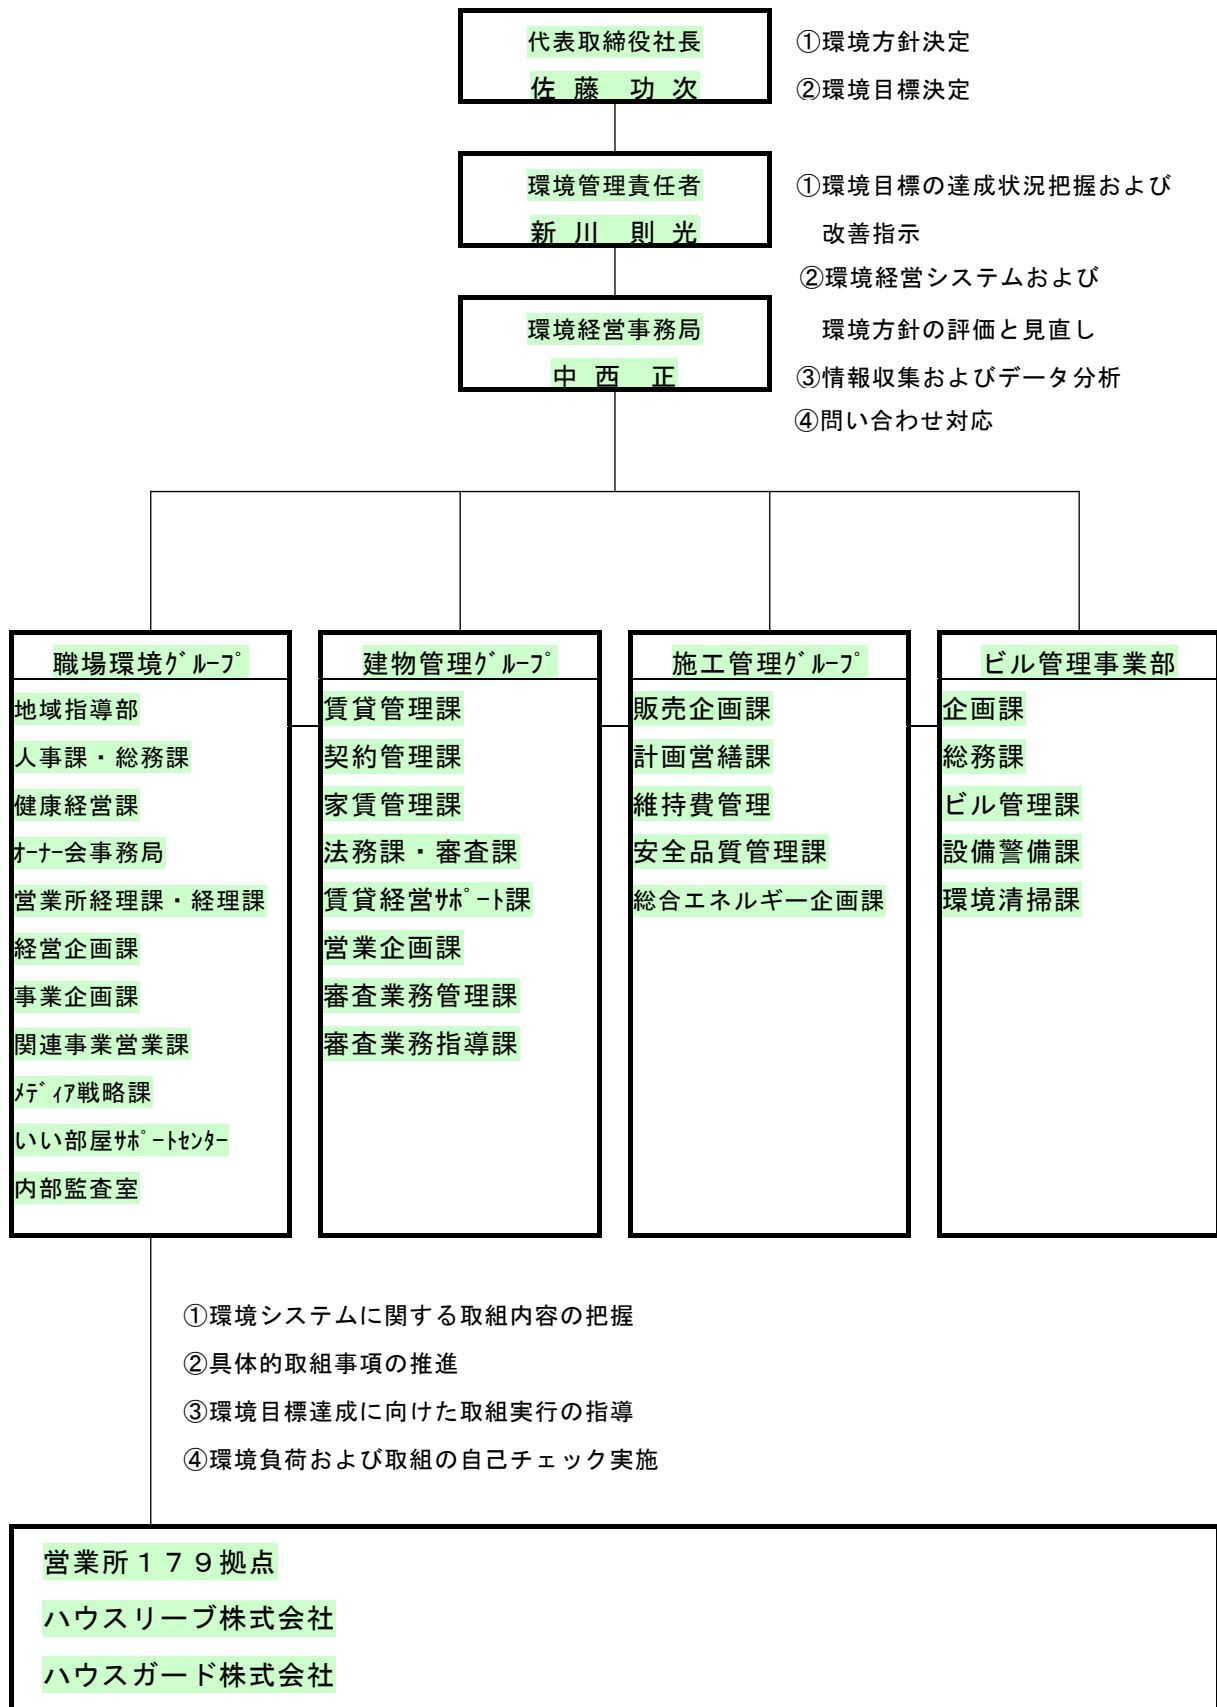 代表取締役社長
佐 藤　功 次
①環境方針決定
②環境目標決定
環境管理責任者
新 川　則 光
①環境目標の達成状況把握および
改善指示
②環境経営システムおよび
環境経営事務局
中 西　正
環境方針の評価と見直し
③情報収集およびデータ分析
④問い合わせ対応
職場環境ｸﾞﾙｰﾌﾟ
地域指導部
人事課・総務課
健康経営課
ｵｰﾅｰ会事務局
営業所経理課・経理課
経営企画課
事業企画課
関連事業営業課
ﾒﾃﾞｨｱ戦略課
いい部屋ｻﾎﾟｰﾄｾﾝﾀｰ
内部監査室
建物管理ｸﾞﾙｰﾌﾟ
賃貸管理課
契約管理課
家賃管理課
法務課・審査課
賃貸経営ｻﾎﾟｰﾄ課
営業企画課
審査業務管理課
審査業務指導課
施工管理ｸﾞﾙｰﾌﾟ
販売企画課
計画営繕課
維持費管理
安全品質管理課
総合エネルギー企画課
ビル管理事業部
企画課
総務課
ビル管理課
設備警備課
環境清掃課
①環境システムに関する取組内容の把握
②具体的取組事項の推進
③環境目標達成に向けた取組実行の指導
④環境負荷および取組の自己チェック実施
営業所１７９拠点
ハウスリーブ株式会社
ハウスガード株式会社